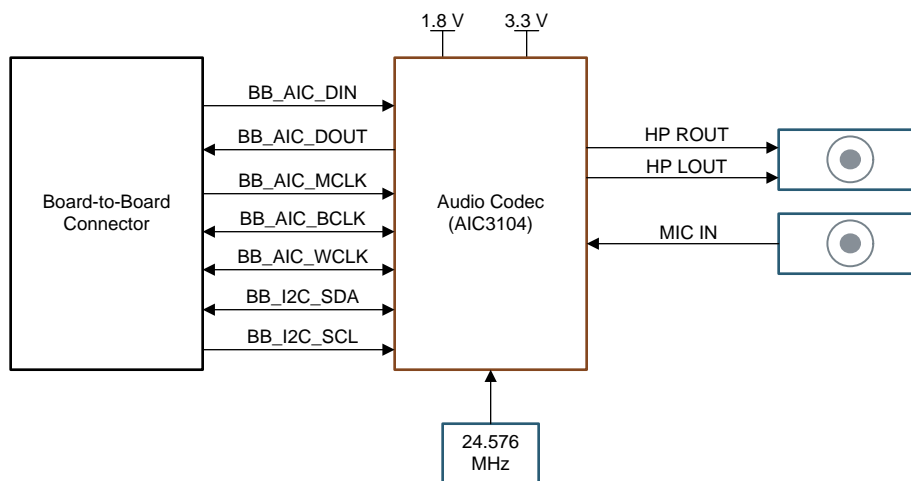 1.8 V
3.3 V
BB_AIC_DIN
BB_AIC_DOUT
BB_AIC_MCLK
BB_AIC_BCLK
BB_AIC_WCLK
BB_I2C_SDA
BB_I2C_SCL
Board-to-Board
Connector
Audio Codec
(AIC3104)
HP ROUT
HP LOUT
MIC IN
24.576
MHz